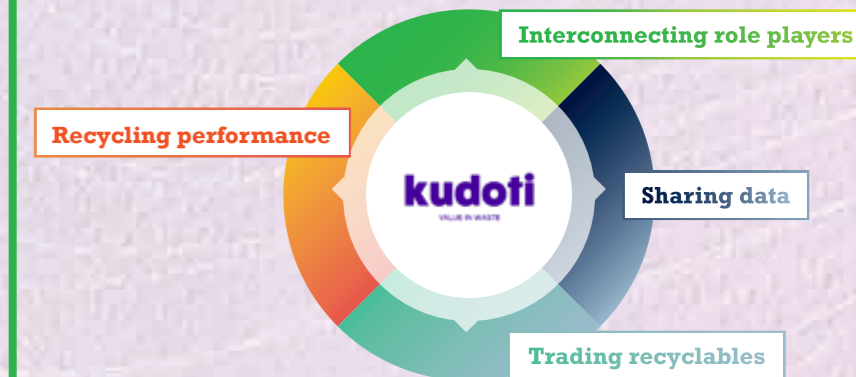 Interconnecting role players
Recycling performance
kudoti
VALUE IN WASTE
Sharing data
Trading recyclables